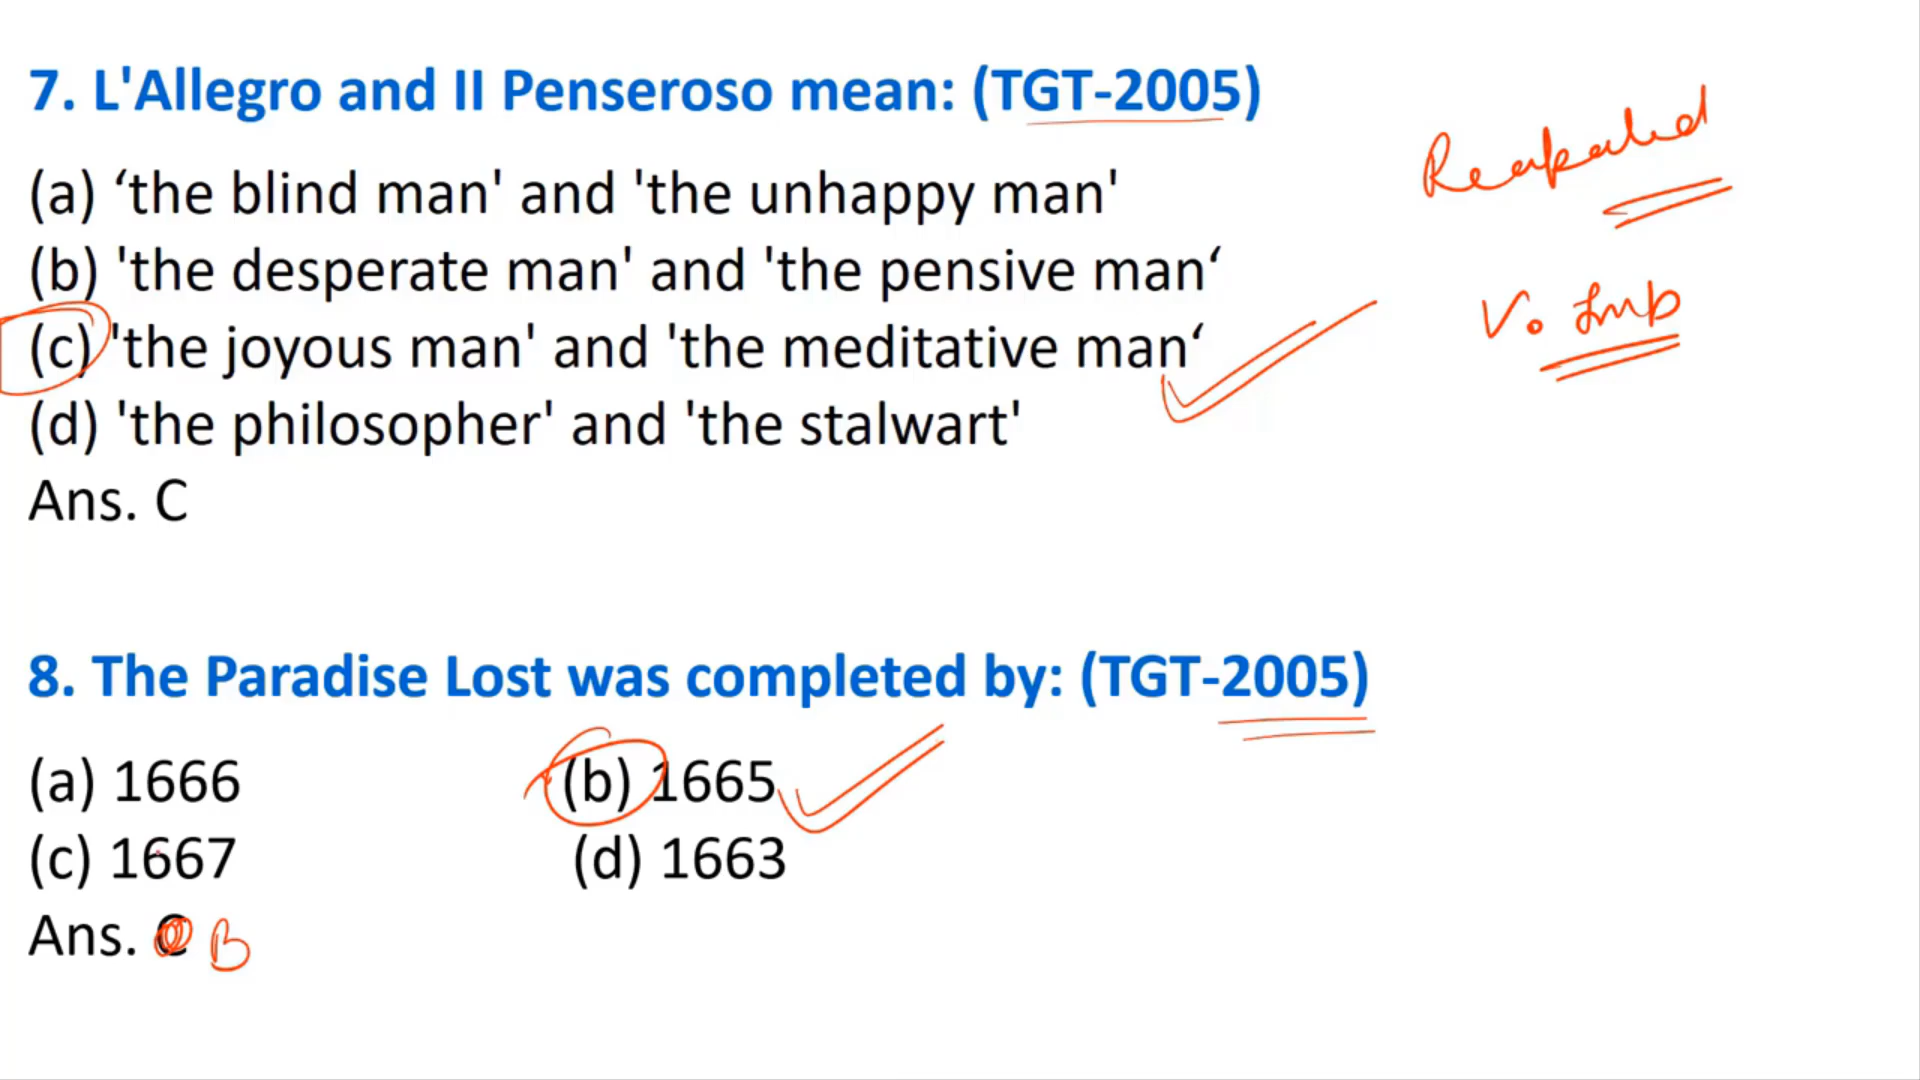 7. L'Allegro and II Penseroso mean: (TGT-2005)
Reapeated
(a) ‘the blind man' and 'the unhappy man'
(b) 'the desperate man' and 'the pensive man‘
V. Imp
(c) 'the joyous man' and 'the meditative man‘
(d) 'the philosopher' and 'the stalwart'
Ans. C
8. The Paradise Lost was completed by: (TGT-2005)
(a) 1666 (b) 1665
(c) 1667 (d) 1663
Ans. C B